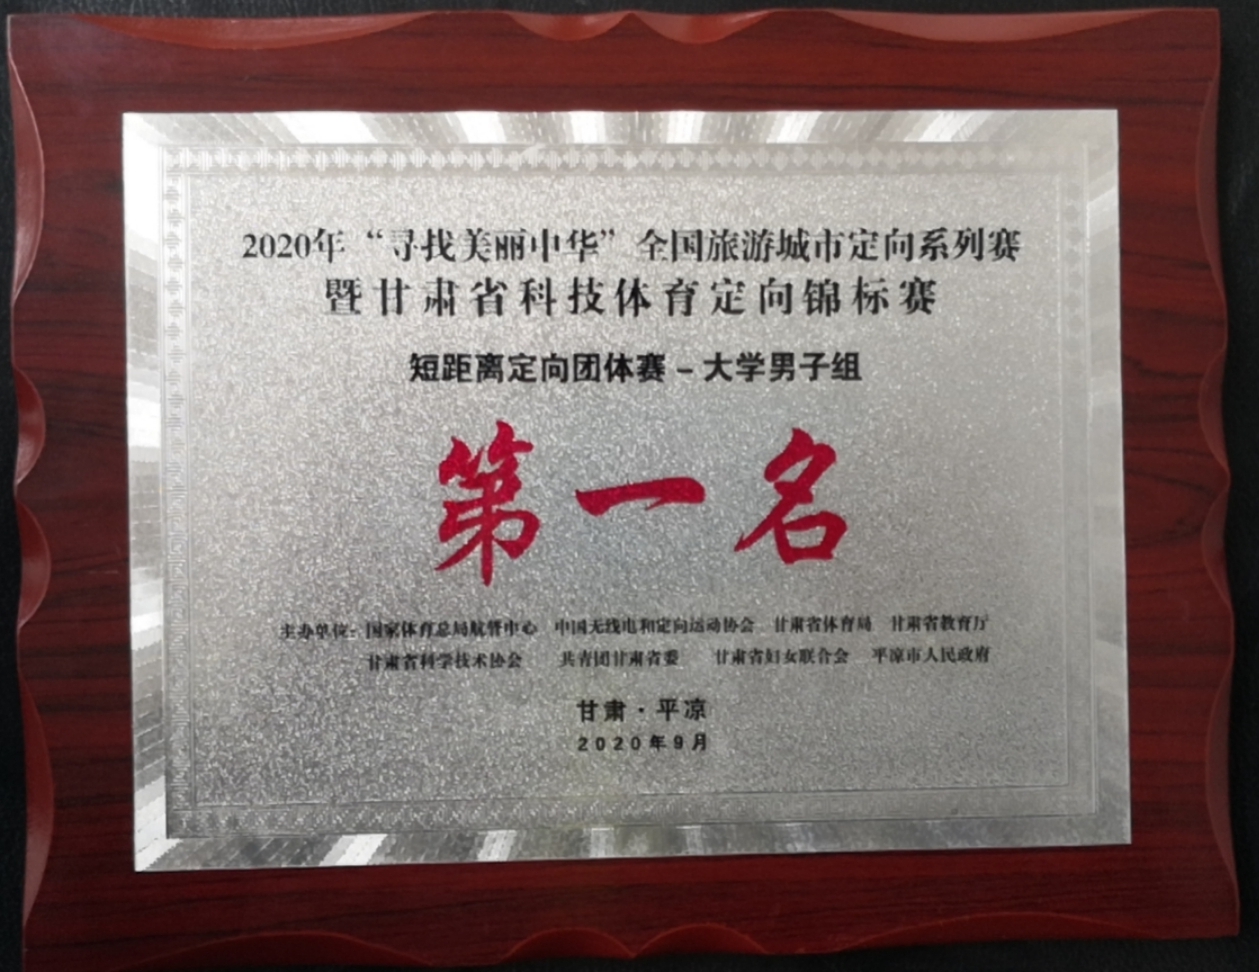 2020年“寻找美丽中华”全国旅游城市定向系列赛
暨甘肃省科技体育定向锦标赛
短距离定向团体赛－大学男子组
第一名
主办单位：国家体育总局航管中心 中国无线电和定向运动协会 甘肃省体育局 甘肃省教育厅
甘肃省科学技术协会 共青团甘肃省委 甘肃省妇女联合会 平凉市人民政府
甘肃·平凉
2020年9月